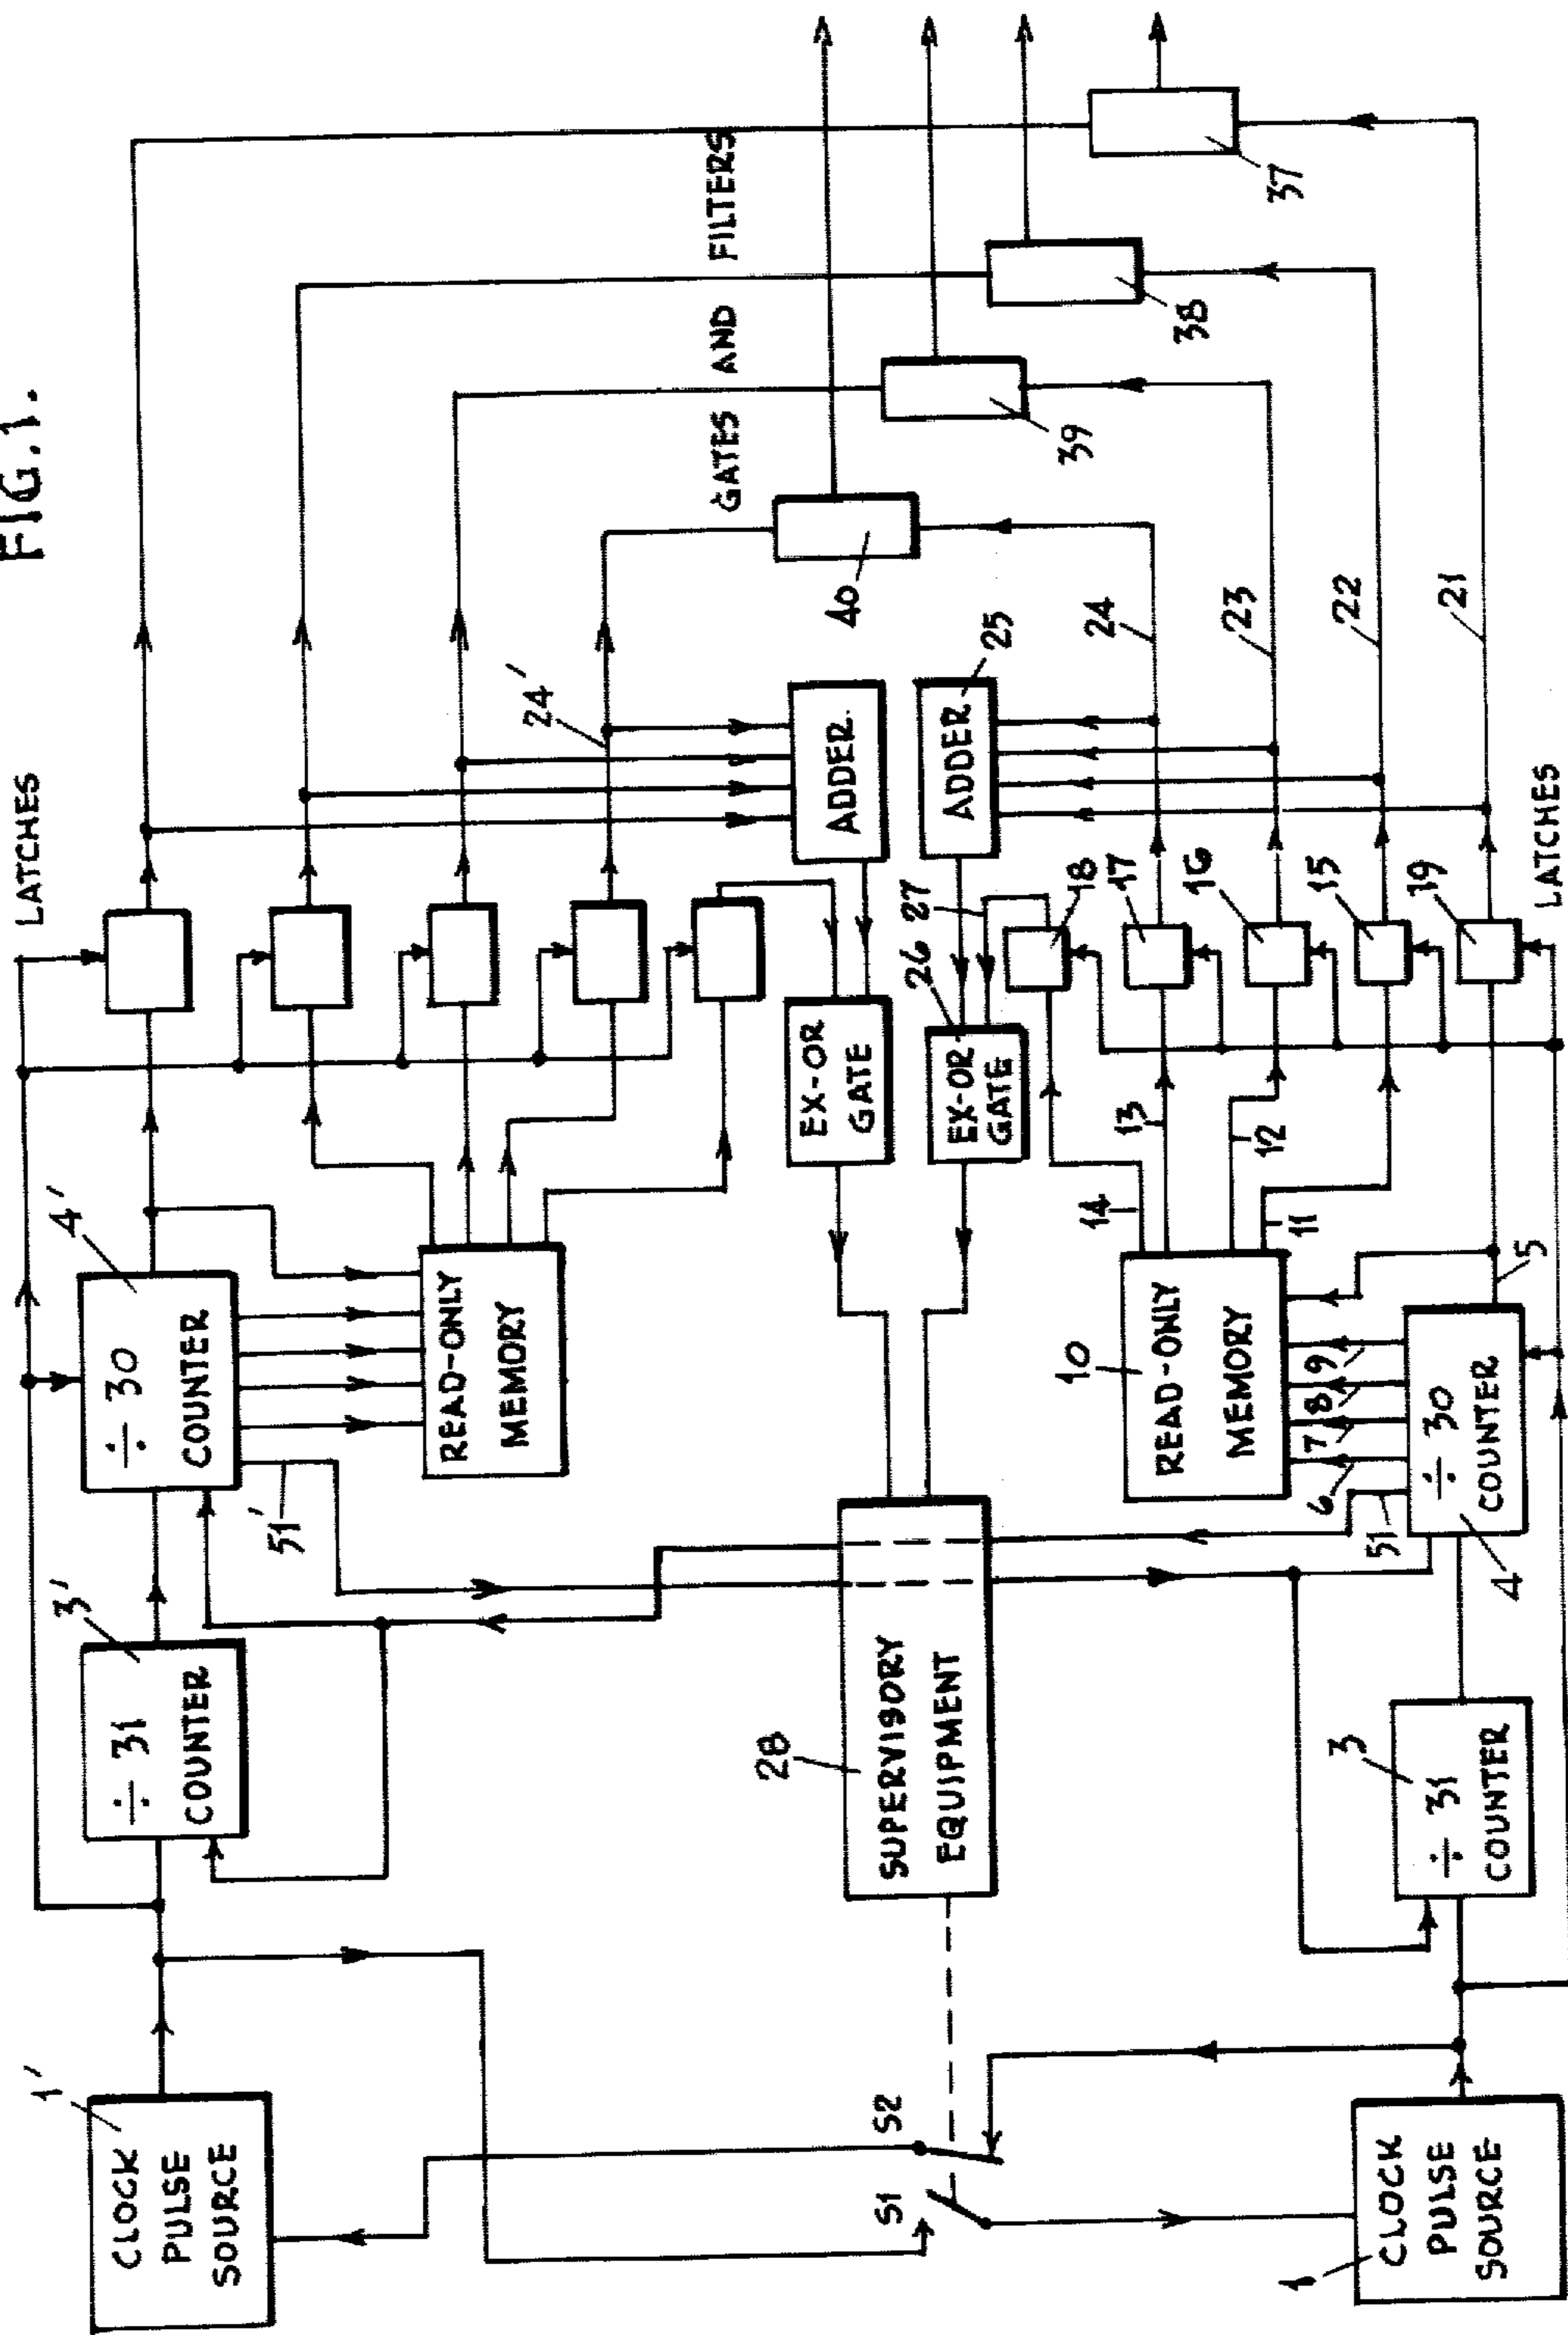 FIG.1.
LATCHES
1'
CLOCK
PULSE
SOURCE
3'
÷ 31
COUNTER
4'
÷ 30
COUNTER
51'
READ-ONLY
MEMORY
24'
ADDER
EX-OR
GATE
GATES AND FILTERS
S1
S2
28
SUPERVISORY
EQUIPMENT
26
27
EX-OR
GATE
ADDER
25
40
39
38
37
10
READ-ONLY
MEMORY
14
13
12
11
18
17
16
15
19
24
23
22
21
51
6
7
8
9
5
1
CLOCK
PULSE
SOURCE
3
÷ 31
COUNTER
4
÷ 30
COUNTER
LATCHES